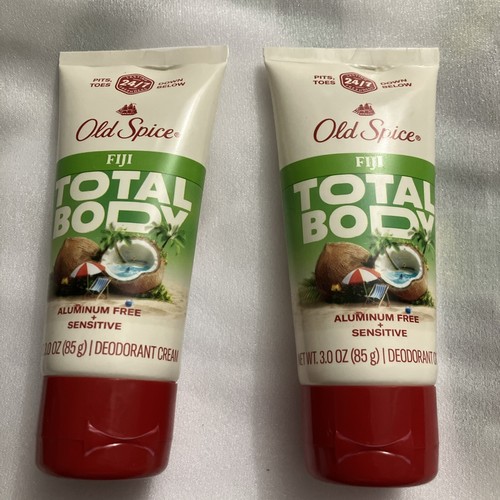 PITS, TOES
24/7
DOWN BELOW
Old Spice®
FIJI
TOTAL
BODY
ALUMINUM FREE
+
SENSITIVE
3.0 OZ (85g) | DEODORANT CREAM
PITS, TOES
24/7
DOWN BELOW
Old Spice®
FIJI
TOTAL
BODY
ALUMINUM FREE
+
SENSITIVE
NET WT. 3.0 OZ (85g) | DEODORANT